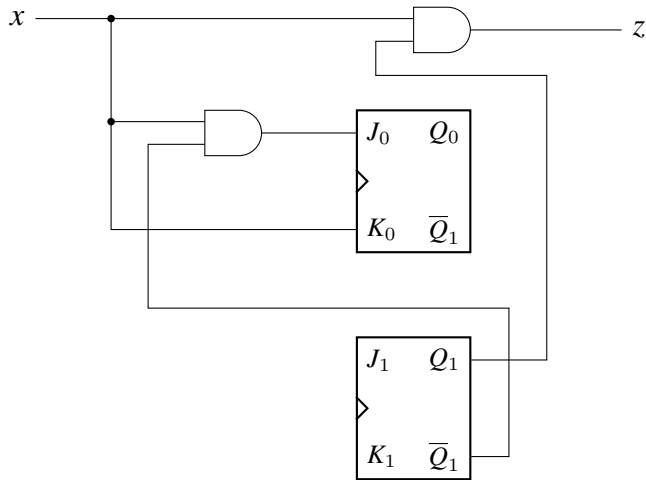 x
z
J₀ Q₀
K₀ Q̅₁
J₁ Q₁
K₁ Q̅₁